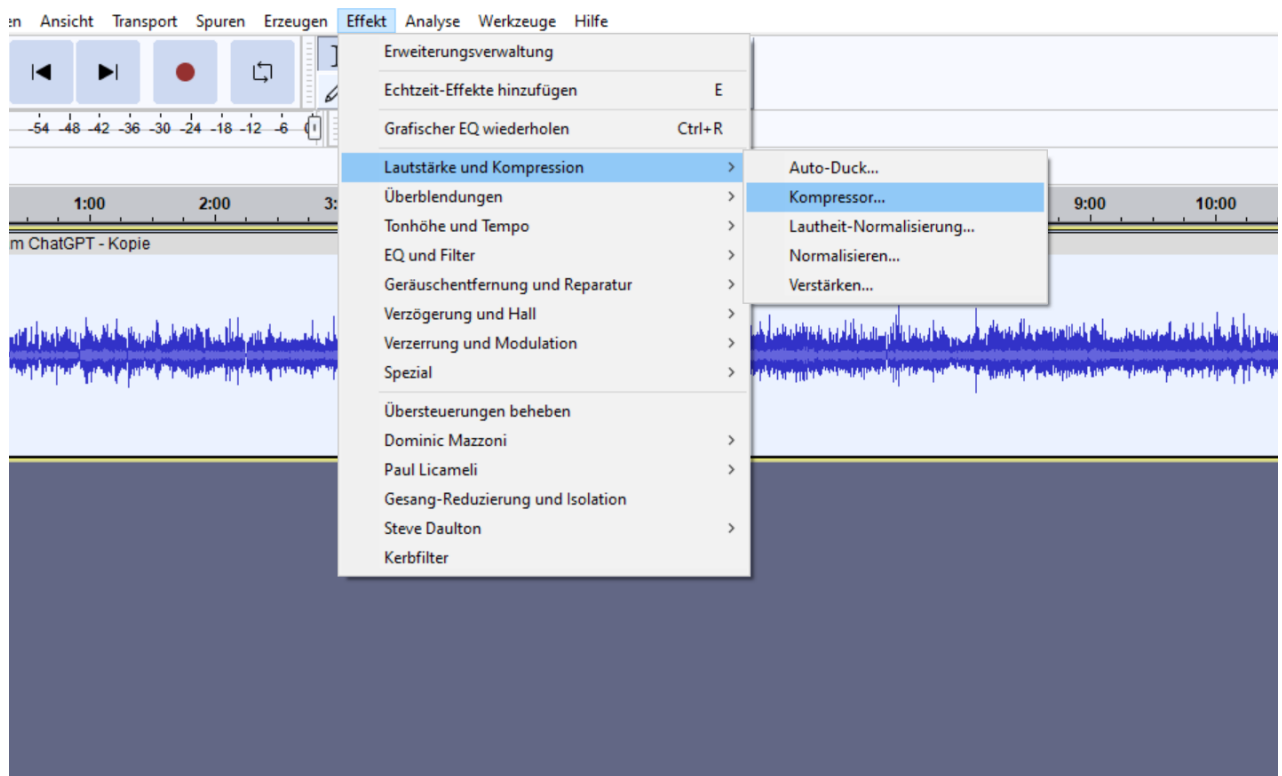 en Ansicht Transport Spuren Erzeugen Effekt Analyse Werkzeuge Hilfe
Erweiterungsverwaltung
Echtzeit-Effekte hinzufügen E
-54 -48 -42 -36 -30 -24 -18 -12 -6 0
Grafischer EQ wiederholen Ctrl+R
Lautstärke und Kompression
Überblendungen
Tonhöhe und Tempo
EQ und Filter
Geräuschentfernung und Reparatur
Verzögerung und Hall
Verzerrung und Modulation
Spezial
Übersteuerungen beheben
Dominic Mazzoni
Paul Licameli
Gesang-Reduzierung und Isolation
Steve Daulton
Kerbfilter
Auto-Duck...
Kompressor...
Lautheit-Normalisierung...
Normalisieren...
Verstärken...
1:00 2:00 3: 9:00 10:00
m ChatGPT - Kopie